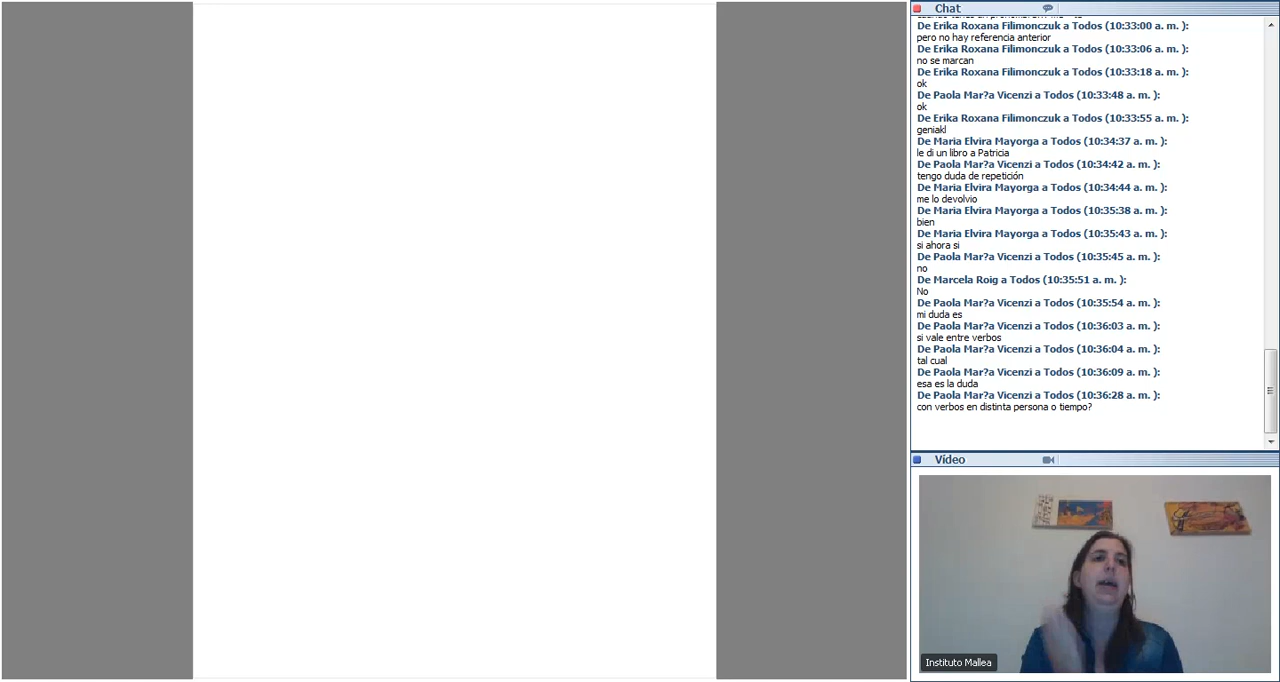 Chat
De Erika Roxana Filimonczuk a Todos (10:33:00 a. m. ):
pero no hay referencia anterior
De Erika Roxana Filimonczuk a Todos (10:33:06 a. m. ):
no se marcan
De Erika Roxana Filimonczuk a Todos (10:33:18 a. m. ):
ok
De Paola Mar?a Vicenzi a Todos (10:33:48 a. m. ):
ok
De Erika Roxana Filimonczuk a Todos (10:33:55 a. m. ):
geniakl
De Maria Elvira Mayorga a Todos (10:34:37 a. m. ):
le di un libro a Patricia
De Paola Mar?a Vicenzi a Todos (10:34:42 a. m. ):
tengo duda de repetición
De Maria Elvira Mayorga a Todos (10:34:44 a. m. ):
me lo devolvio
De Maria Elvira Mayorga a Todos (10:35:38 a. m. ):
bien
De Maria Elvira Mayorga a Todos (10:35:43 a. m. ):
si ahora si
De Paola Mar?a Vicenzi a Todos (10:35:45 a. m. ):
no
De Marcela Roig a Todos (10:35:51 a. m. ):
No
De Paola Mar?a Vicenzi a Todos (10:35:54 a. m. ):
mi duda es
De Paola Mar?a Vicenzi a Todos (10:36:03 a. m. ):
si vale entre verbos
De Paola Mar?a Vicenzi a Todos (10:36:04 a. m. ):
tal cual
De Paola Mar?a Vicenzi a Todos (10:36:09 a. m. ):
esa es la duda
De Paola Mar?a Vicenzi a Todos (10:36:28 a. m. ):
con verbos en distinta persona o tiempo?
Vídeo
Instituto Mallea